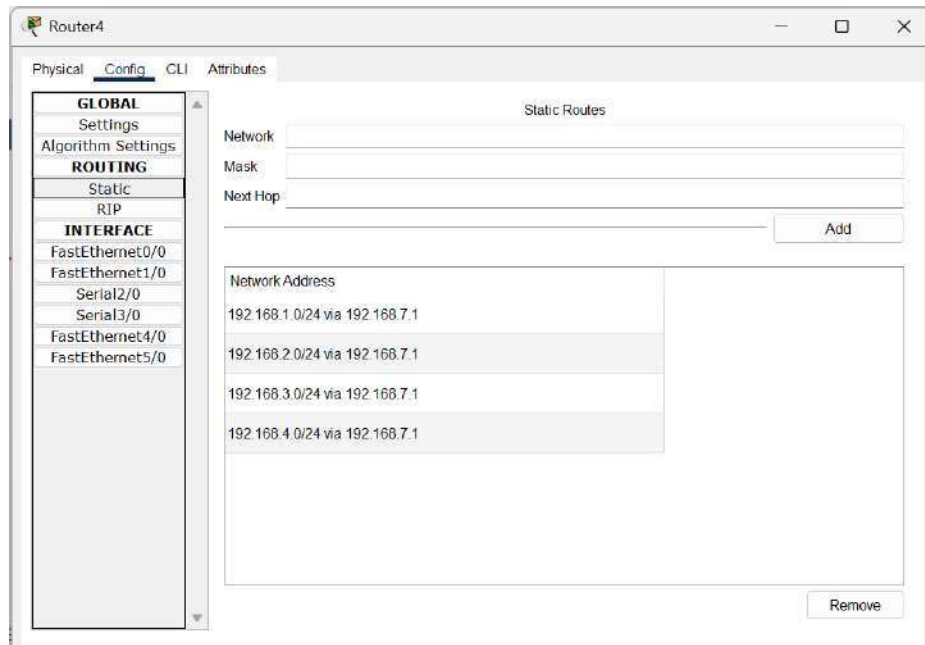 Router4
Physical Config CLI Attributes
GLOBAL
Settings
Algorithm Settings
ROUTING
Static
RIP
INTERFACE
FastEthernet0/0
FastEthernet1/0
Serial2/0
Serial3/0
FastEthernet4/0
FastEthernet5/0
Static Routes
Network
Mask
Next Hop
Add
Network Address
192.168.1.0/24 via 192.168.7.1
192.168.2.0/24 via 192.168.7.1
192.168.3.0/24 via 192.168.7.1
192.168.4.0/24 via 192.168.7.1
Remove